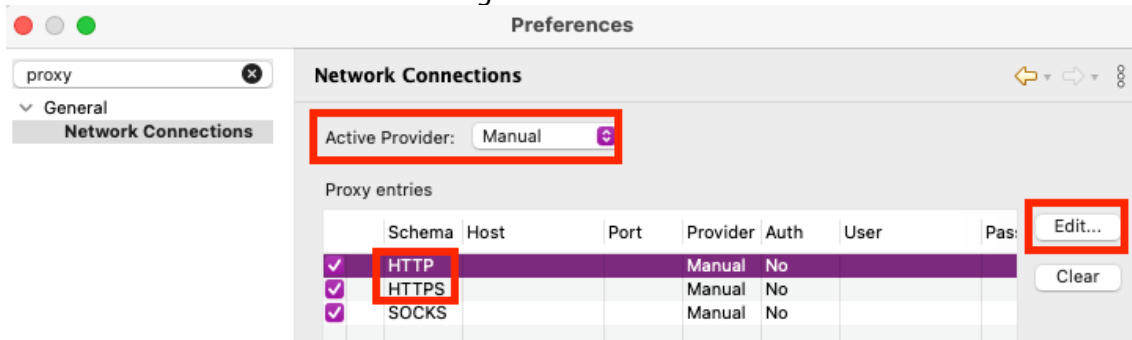 Preferences
proxy
Network Connections
General
Network Connections
Active Provider: Manual
Proxy entries
Schema Host Port Provider Auth User Pas
Edit...
HTTP Manual No
Clear
HTTPS Manual No
SOCKS Manual No